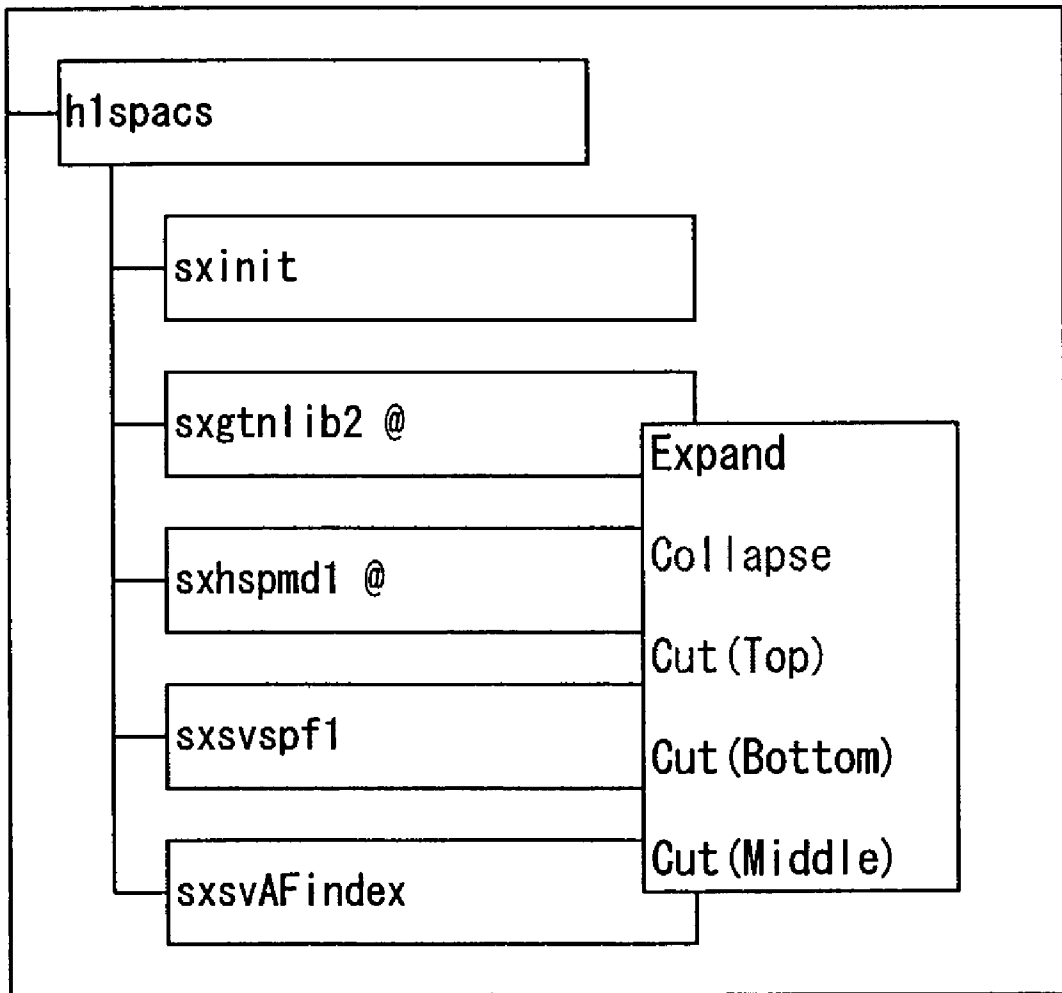 h1spacs
sxinit
sxgtnlib2 @
sxhspmd1 @
sxsvspf1
sxsvAFindex
Expand
Collapse
Cut(Top)
Cut(Bottom)
Cut(Middle)